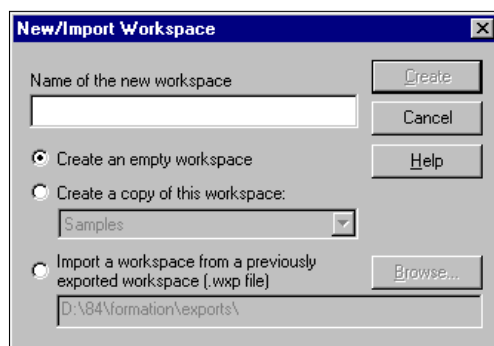 New/Import Workspace
Name of the new workspace
Create
Cancel
Help
Create an empty workspace
Create a copy of this workspace:
Samples
Import a workspace from a previously
exported workspace (.wxp file)
Browse...
D:\84\formation\exports\